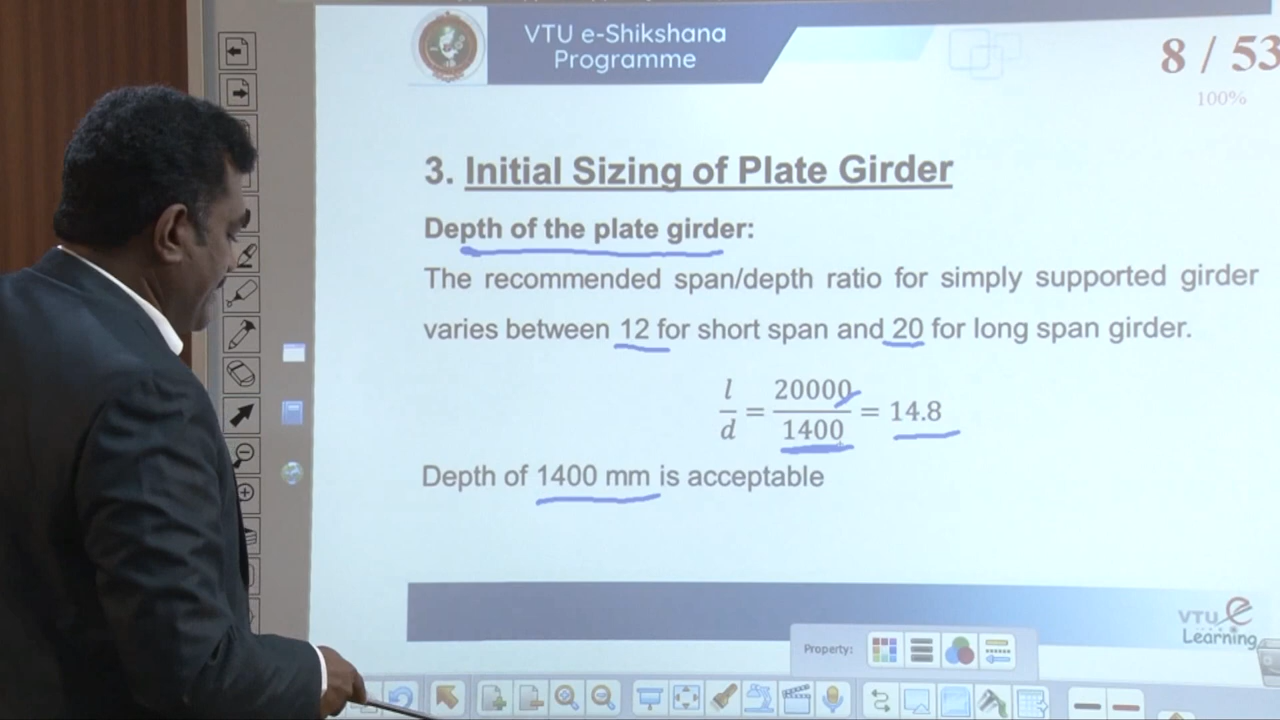 VTU e-Shikshana
Programme
8 / 53
100%
3. Initial Sizing of Plate Girder
Depth of the plate girder:
The recommended span/depth ratio for simply supported girder
varies between 12 for short span and 20 for long span girder.
l/d = 20000/1400 = 14.8
Depth of 1400 mm is acceptable
VTU e
Learning
Property: